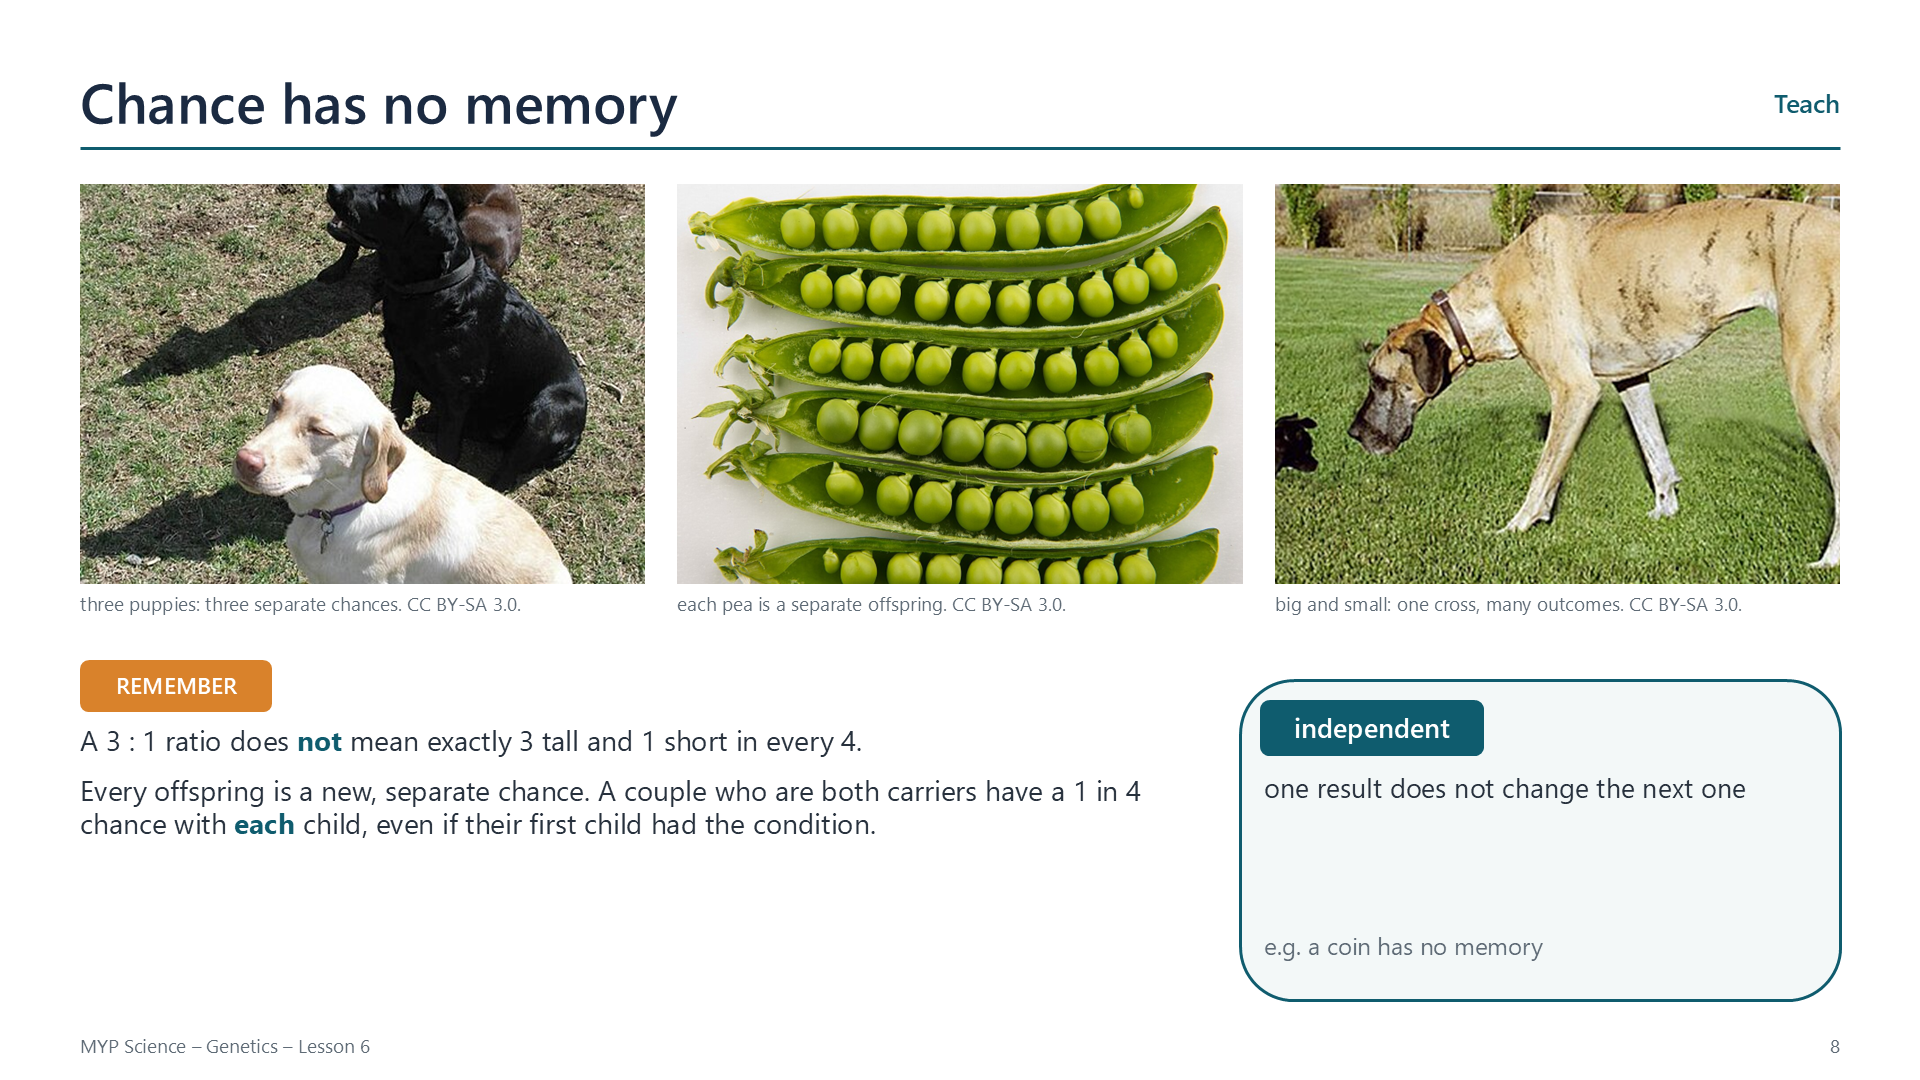 Chance has no memory
Teach
three puppies: three separate chances. CC BY-SA 3.0.
each pea is a separate offspring. CC BY-SA 3.0.
big and small: one cross, many outcomes. CC BY-SA 3.0.
REMEMBER
A 3 : 1 ratio does not mean exactly 3 tall and 1 short in every 4.
Every offspring is a new, separate chance. A couple who are both carriers have a 1 in 4
chance with each child, even if their first child had the condition.
independent
one result does not change the next one
e.g. a coin has no memory
MYP Science – Genetics – Lesson 6
8